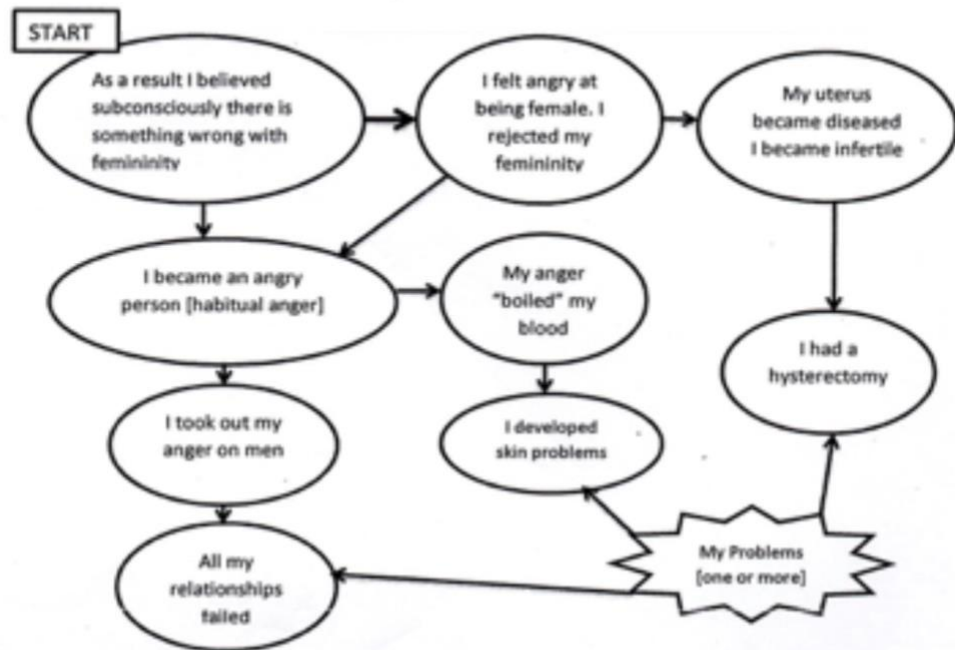 START
As a result I believed
subconsciously there is
something wrong with
femininity
I felt angry at
being female. I
rejected my
femininity
My uterus
became diseased
I became infertile
I became an angry
person [habitual anger]
My anger
"boiled" my
blood
I had a
hysterectomy
I took out my
anger on men
I developed
skin problems
All my
relationships
failed
My Problems
[one or more]